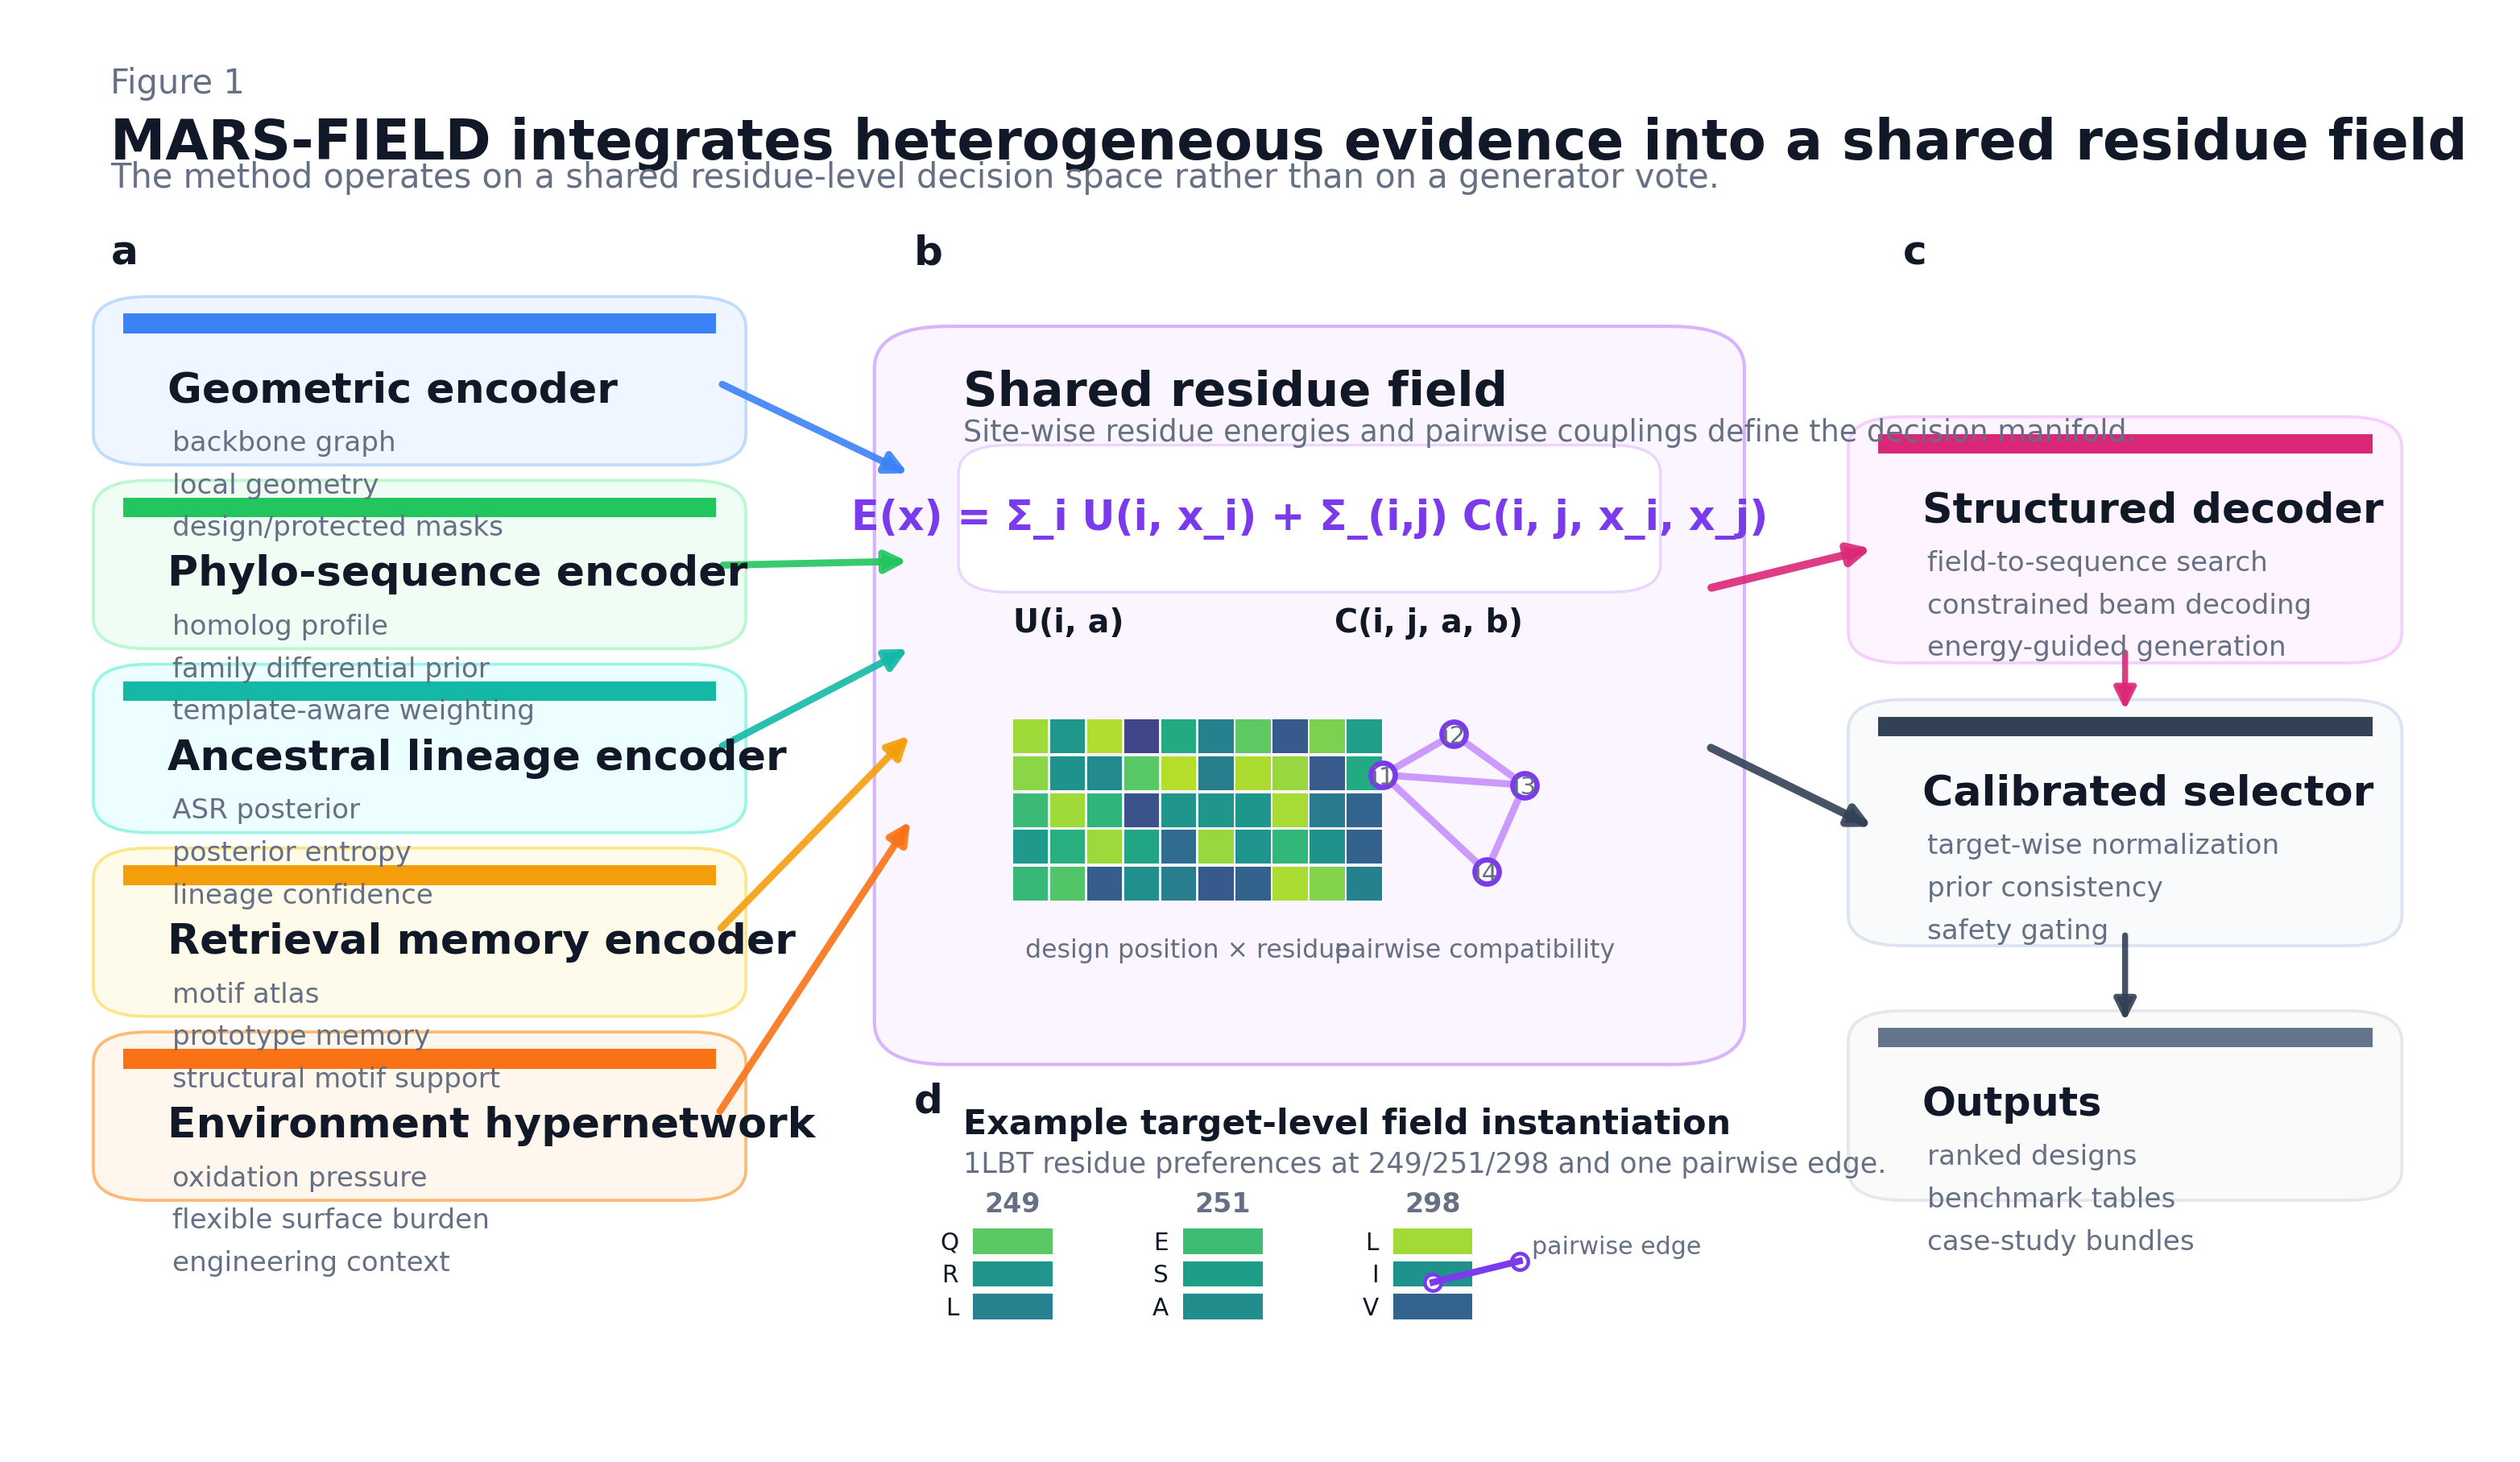 Figure 1
MARS-FIELD integrates heterogeneous evidence into a shared residue field
The method operates on a shared residue-level decision space rather than on a generator vote.
a
Geometric encoder
backbone graph
local geometry
design/protected masks
Phylo-sequence encoder
homolog profile
family differential prior
template-aware weighting
Ancestral lineage encoder
ASR posterior
posterior entropy
lineage confidence
Retrieval memory encoder
motif atlas
prototype memory
structural motif support
Environment hypernetwork
oxidation pressure
flexible surface burden
engineering context
b
Shared residue field
Site-wise residue energies and pairwise couplings define the decision manifold.
E(x) = Σ_i U(i, x_i) + Σ_(i,j) C(i, j, x_i, x_j)
U(i, a)
C(i, j, a, b)
design position × residue
pairwise compatibility
c
Structured decoder
field-to-sequence search
constrained beam decoding
energy-guided generation
Calibrated selector
target-wise normalization
prior consistency
safety gating
Outputs
ranked designs
benchmark tables
case-study bundles
d
Example target-level field instantiation
1LBT residue preferences at 249/251/298 and one pairwise edge.
249 251 298
Q E L
R S I
L A V
pairwise edge